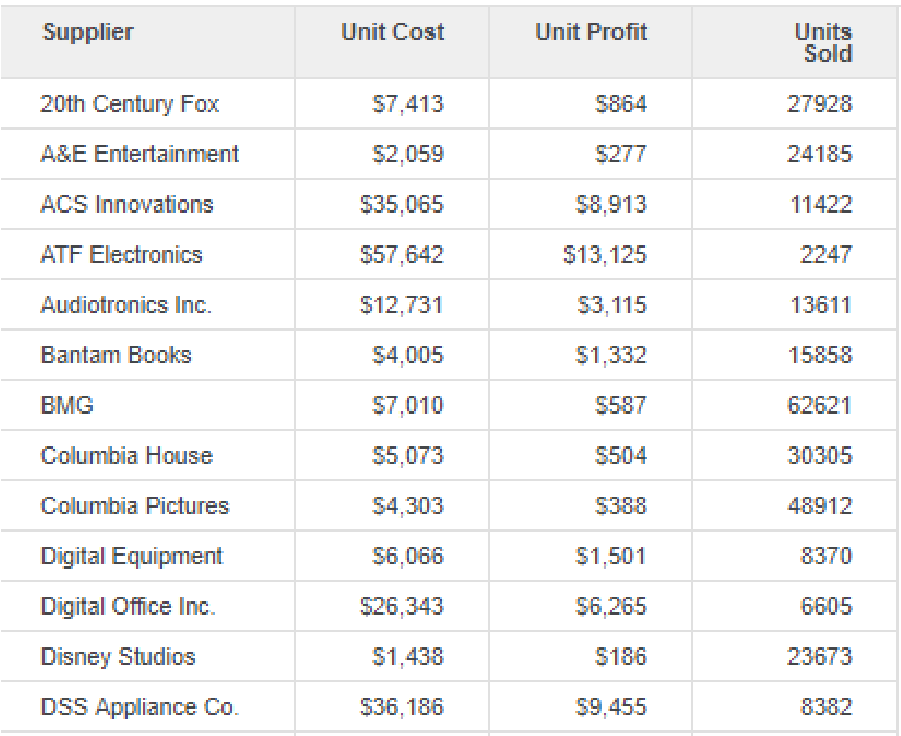 Supplier Unit Cost Unit Profit Units
Sold
20th Century Fox $7,413 $864 27928
A&E Entertainment $2,059 $277 24185
ACS Innovations $35,065 $8,913 11422
ATF Electronics $57,642 $13,125 2247
Audiotronics Inc. $12,731 $3,115 13611
Bantam Books $4,005 $1,332 15858
BMG $7,010 $587 62621
Columbia House $5,073 $504 30305
Columbia Pictures $4,303 $388 48912
Digital Equipment $6,066 $1,501 8370
Digital Office Inc. $26,343 $6,265 6605
Disney Studios $1,438 $186 23673
DSS Appliance Co. $36,186 $9,455 8382